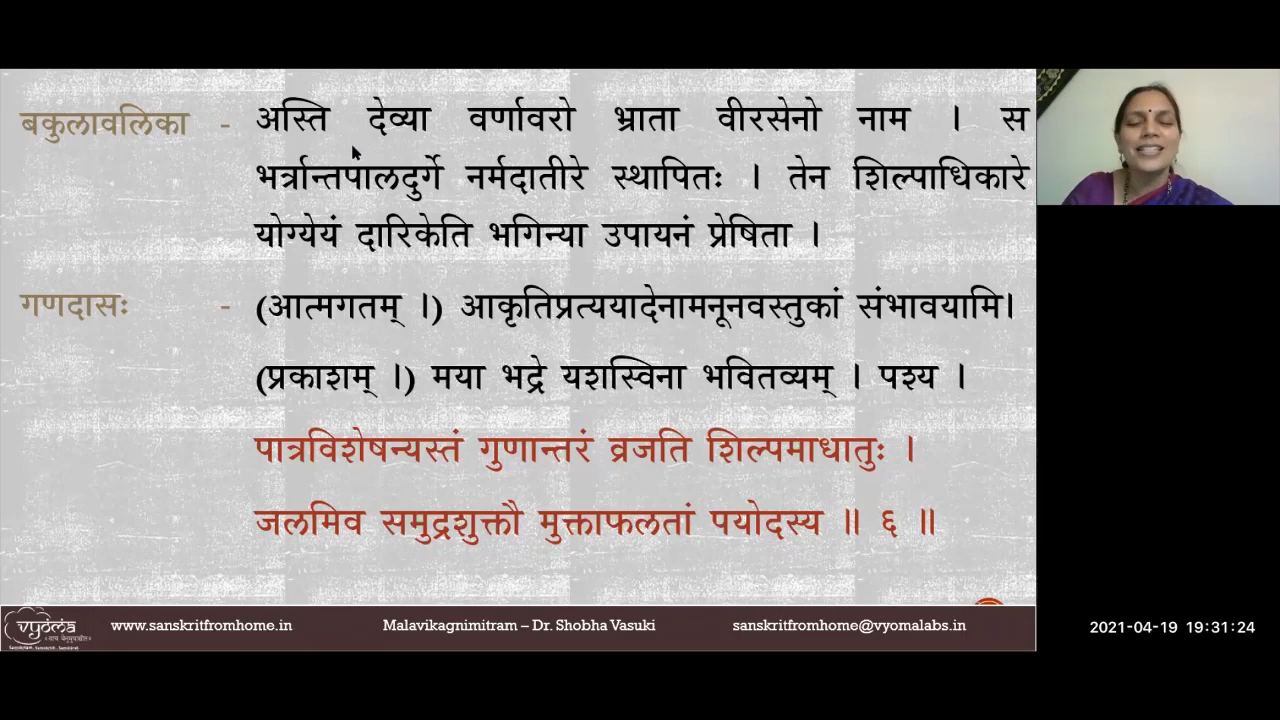 बकुलावलिका - अस्ति देव्या वर्णावरो भ्राता वीरसेनो नाम । स
भर्त्रान्तपालदुर्गे नर्मदातीरे स्थापितः । तेन शिल्पाधिकारे
योग्येयं दारिकेति भगिन्या उपायनं प्रेषिता ।
गणदासः - (आत्मगतम् ।) आकृतिप्रत्ययादेनामनूनवस्तुकां संभावयामि।
(प्रकाशम् ।) मया भद्रे यशस्विना भवितव्यम् । पश्य ।
पात्रविशेषन्यस्तं गुणान्तरं व्रजति शिल्पमाधातुः ।
जलमिव समुद्रशुक्तौ मुक्ताफलतां पयोदस्य ॥ ६ ॥
vyoma
www.sanskritfromhome.in Malavikagnimitram – Dr. Shobha Vasuki sanskritfromhome@vyomalabs.in
2021-04-19 19:31:24